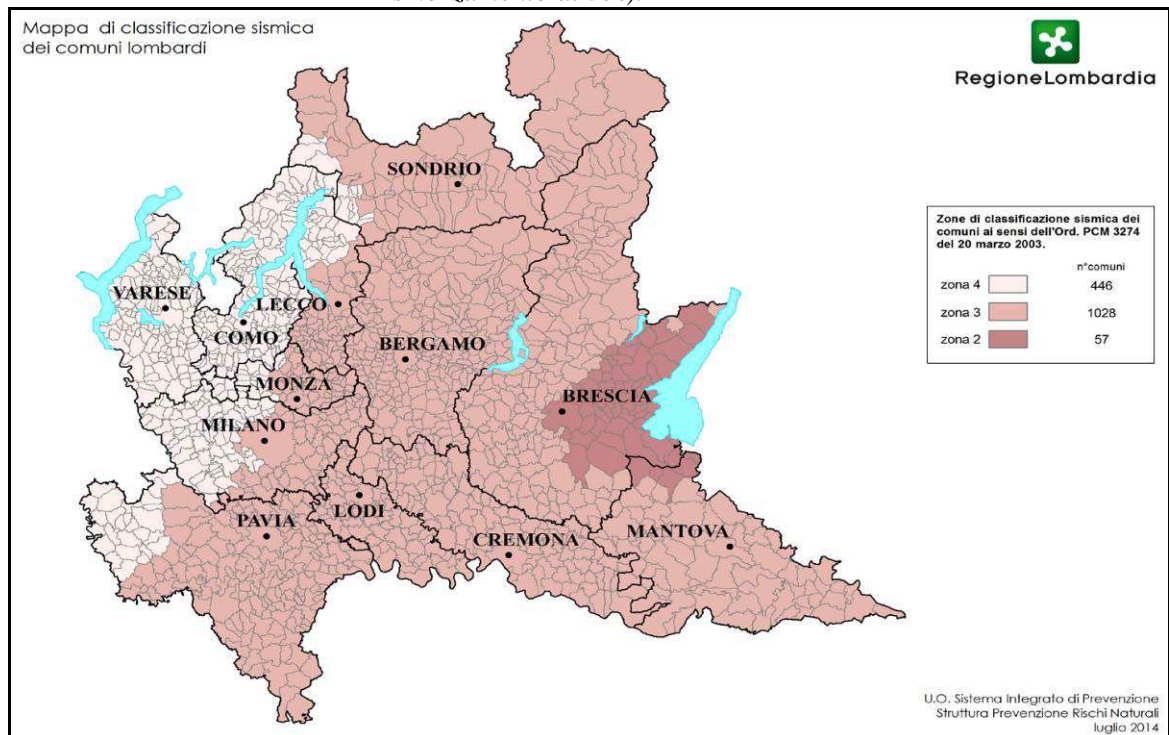 Mappa di classificazione sismica
dei comuni lombardi
RegioneLombardia
SONDRIO
VARESE
LECCO
COMO
BERGAMO
MONZA
BRESCIA
MILANO
PAVIA
LODI
CREMONA
MANTOVA
Zone di classificazione sismica dei
comuni ai sensi dell'Ord. PCM 3274
del 20 marzo 2003.
n°comuni
zona 4 446
zona 3 1028
zona 2 57
U.O. Sistema Integrato di Prevenzione
Struttura Prevenzione Rischi Naturali
luglio 2014